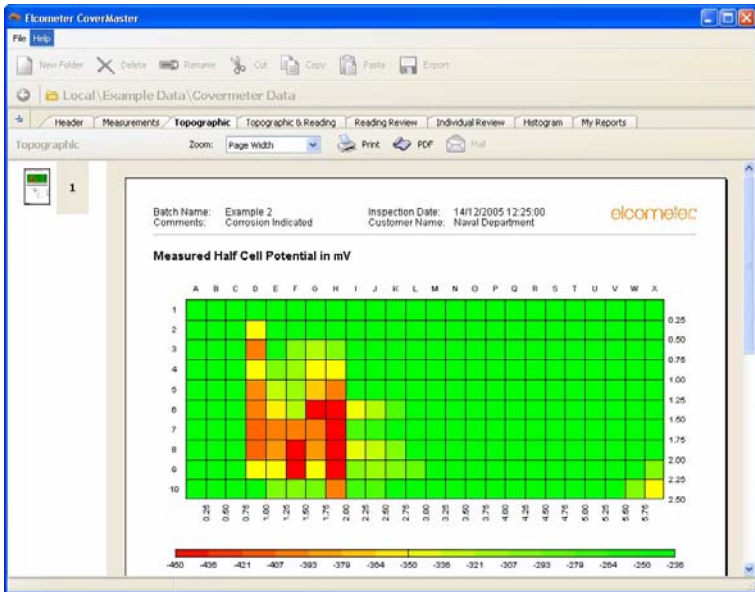 Elcometer CoverMaster
File Help
New Folder Delete Rename Cut Copy Paste Export
Local\Example Data\Covermeter Data
Header Measurements Topographic Topographic & Reading Reading Review Individual Review Histogram My Reports
Topographic Zoom: Page Width Print PDF Mail
1
Batch Name: Example 2 Inspection Date: 14/12/2005 12:25:00 elcometer
Comments: Corrosion Indicated Customer Name: Naval Department
Measured Half Cell Potential in mV
A B C D E F G H I J K L M N O P Q R S T U V W X
1
0.25
2
0.50
3
0.75
4
1.00
5
1.25
6
1.50
7
1.75
8
2.00
9
2.25
10
2.50
0.25 0.50 0.75 1.00 1.25 1.50 1.75 2.00 2.25 2.50 2.75 3.00 3.25 3.50 3.75 4.00 4.25 4.50 4.75 5.00 5.25 5.50 5.75
-450 -436 -421 -407 -393 -379 -364 -350 -336 -321 -307 -293 -279 -264 -250 -236